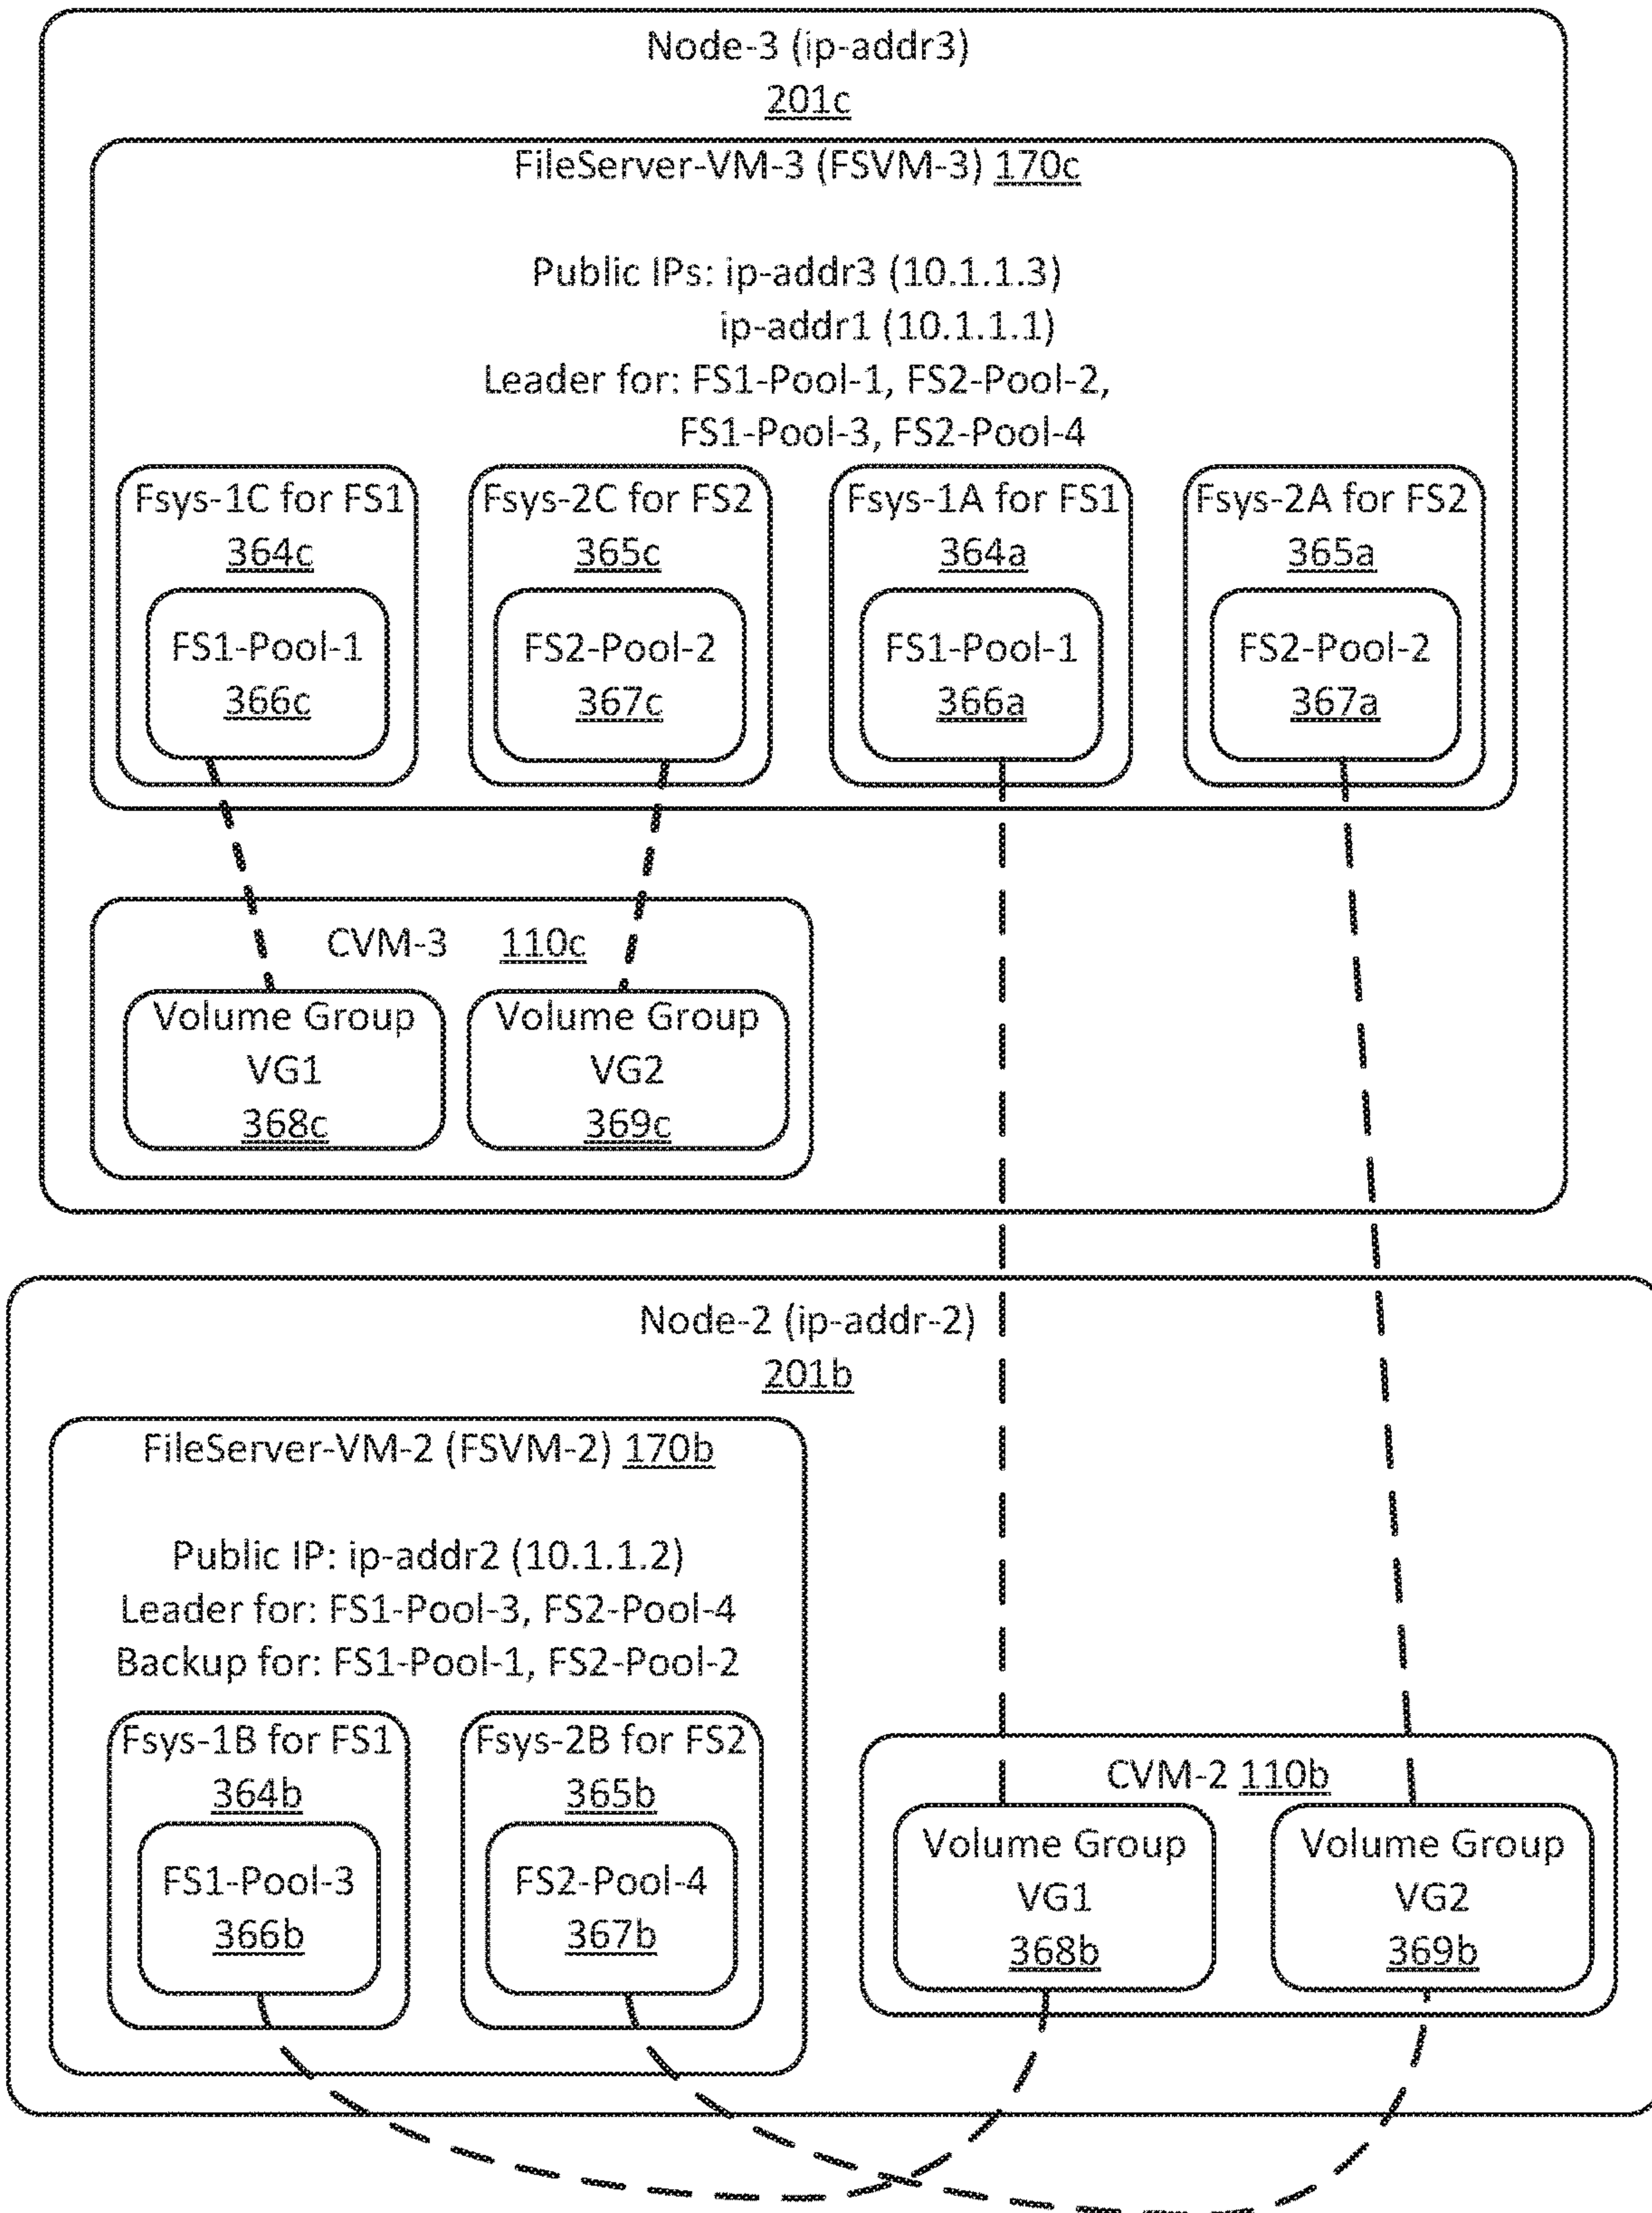 Node-3 (ip-addr3)
201c
FileServer-VM-3 (FSVM-3) 170c
Public IPs: ip-addr3 (10.1.1.3)
ip-addr1 (10.1.1.1)
Leader for: FS1-Pool-1, FS2-Pool-2,
FS1-Pool-3, FS2-Pool-4
Fsys-1C for FS1
364c
FS1-Pool-1
366c
Fsys-2C for FS2
365c
FS2-Pool-2
367c
Fsys-1A for FS1
364a
FS1-Pool-1
366a
Fsys-2A for FS2
365a
FS2-Pool-2
367a
CVM-3 110c
Volume Group
VG1
368c
Volume Group
VG2
369c
Node-2 (ip-addr-2)
201b
FileServer-VM-2 (FSVM-2) 170b
Public IP: ip-addr2 (10.1.1.2)
Leader for: FS1-Pool-3, FS2-Pool-4
Backup for: FS1-Pool-1, FS2-Pool-2
Fsys-1B for FS1
364b
FS1-Pool-3
366b
Fsys-2B for FS2
365b
FS2-Pool-4
367b
CVM-2 110b
Volume Group
VG1
368b
Volume Group
VG2
369b